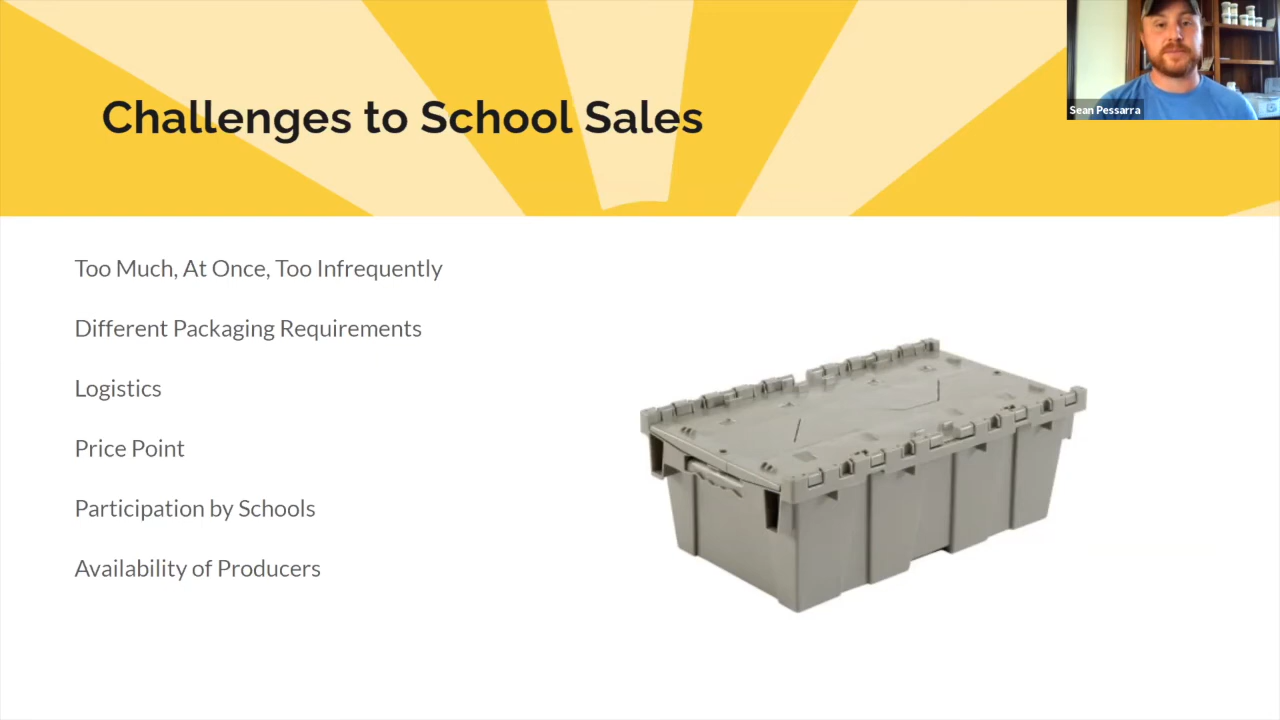 Challenges to School Sales
Sean Pessarra
Too Much, At Once, Too Infrequently
Different Packaging Requirements
Logistics
Price Point
Participation by Schools
Availability of Producers